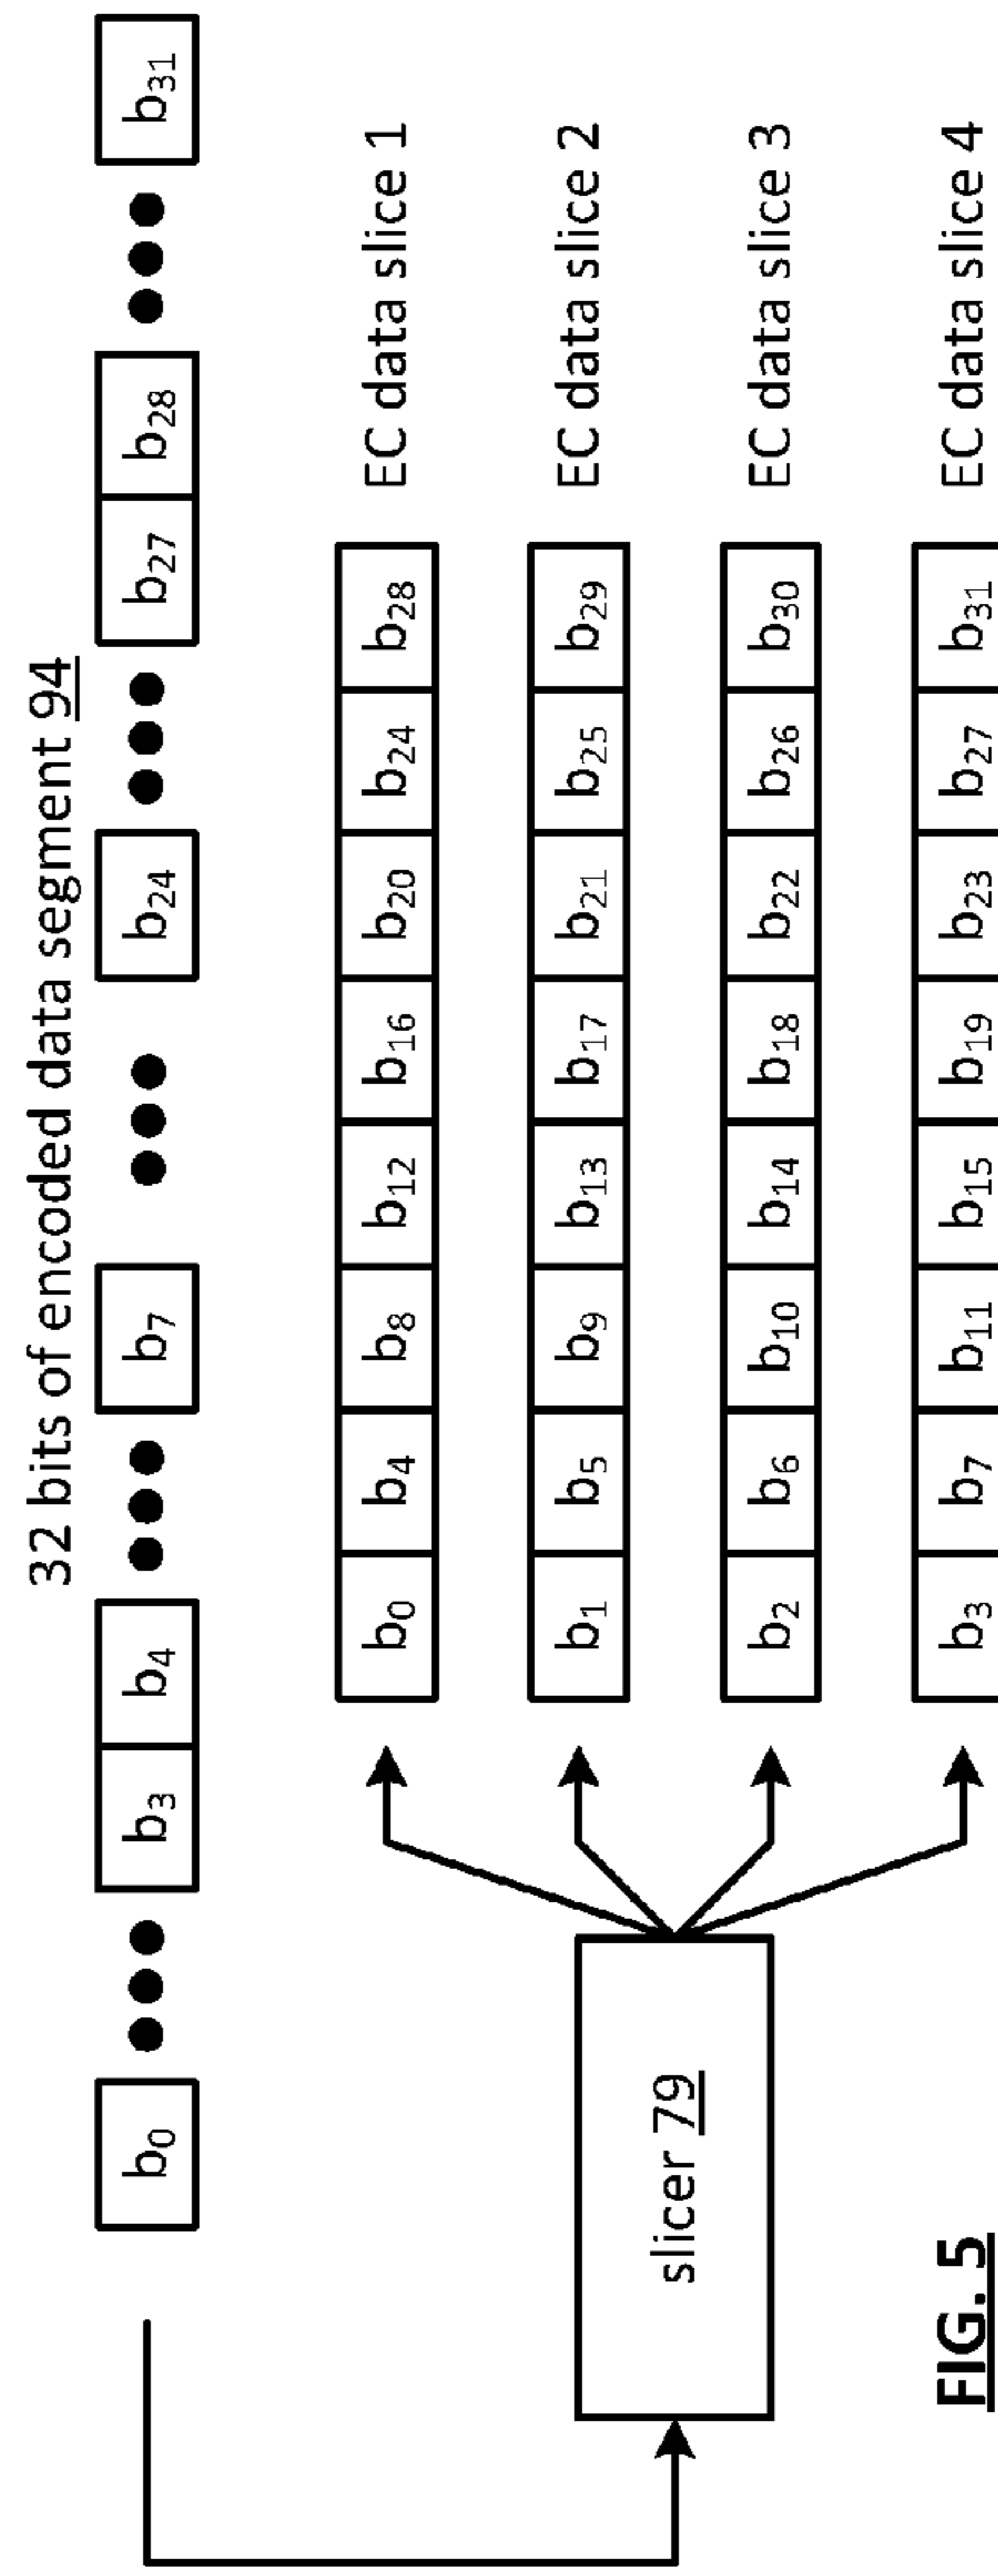 32 bits of encoded data segment 94
b0 b3 b4 b7 b24 b27 b28 b31
b0 b4 b8 b12 b16 b20 b24 b28 EC data slice 1
b1 b5 b9 b13 b17 b21 b25 b29 EC data slice 2
slicer 79
b2 b6 b10 b14 b18 b22 b26 b30 EC data slice 3
b3 b7 b11 b15 b19 b23 b27 b31 EC data slice 4
FIG. 5